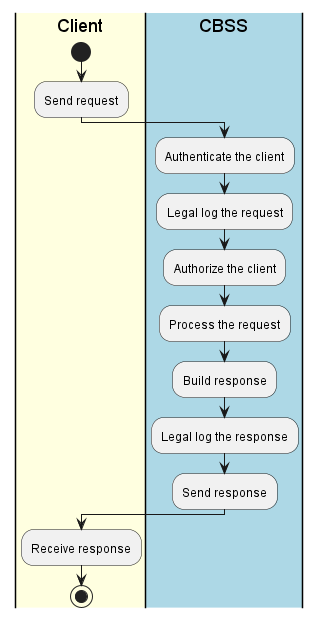 Client
CBSS
Send request
Authenticate the client
Legal log the request
Authorize the client
Process the request
Build response
Legal log the response
Send response
Receive response